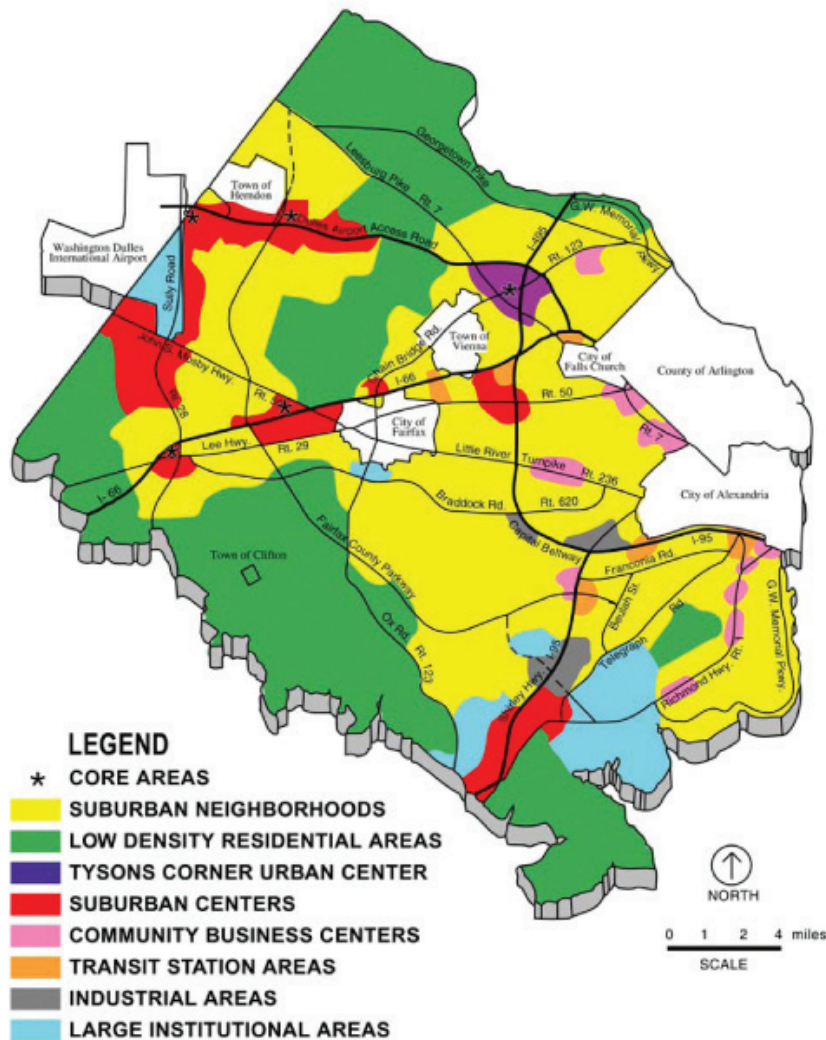 Georgetown Pike
Leesburg Pike
Rt. 7
Town of
Herndon
G.W. Memorial Pkwy
I-495
Rt. 123
Dulles Airport Access Road
Washington Dulles
International Airport
Sully Road
Town of
Vienna
Chain Bridge Rd.
City of
Falls Church
County of Arlington
John S. Mosby Hwy.
Rt. 5
I-66
Rt. 50
Rt. 28
City of
Fairfax
Rt. 7
Lee Hwy.
Rt. 29
Little River Turnpike
Rt. 236
City of Alexandria
I-66
Braddock Rd.
Rt. 620
Capital Beltway
I-95
Franconia Rd.
Town of Clifton
Fairfax County Parkway
Beulah St.
G.W. Memorial Pkwy.
Ox Rd.
Rt. 123
Telegraph
Rd
I-95
Richmond Hwy. Rt. 1
LEGEND
* CORE AREAS
SUBURBAN NEIGHBORHOODS
LOW DENSITY RESIDENTIAL AREAS
TYSONS CORNER URBAN CENTER
SUBURBAN CENTERS
COMMUNITY BUSINESS CENTERS
TRANSIT STATION AREAS
INDUSTRIAL AREAS
LARGE INSTITUTIONAL AREAS
NORTH
0 1 2 4 miles
SCALE